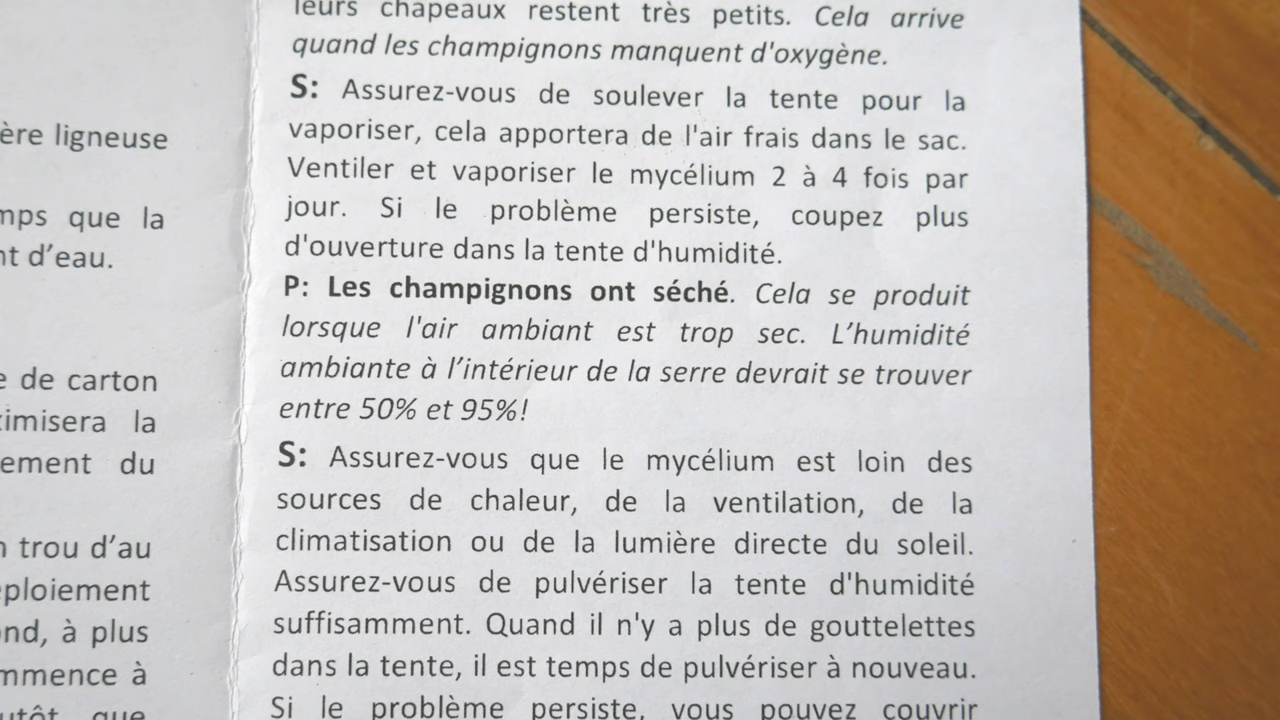 ère ligneuse
que la
d’eau.
de carton
la
du
trou d’au
à plus
à
leurs chapeaux restent très petits. Cela arrive
quand les champignons manquent d'oxygène.
S: Assurez-vous de soulever la tente pour la
vaporiser, cela apportera de l'air frais dans le sac.
Ventiler et vaporiser le mycélium 2 à 4 fois par
jour. Si le problème persiste, coupez plus
d'ouverture dans la tente d'humidité.
P: Les champignons ont séché. Cela se produit
lorsque l'air ambiant est trop sec. L’humidité
ambiante à l’intérieur de la serre devrait se trouver
entre 50% et 95%!
S: Assurez-vous que le mycélium est loin des
sources de chaleur, de la ventilation, de la
climatisation ou de la lumière directe du soleil.
Assurez-vous de pulvériser la tente d'humidité
suffisamment. Quand il n'y a plus de gouttelettes
dans la tente, il est temps de pulvériser à nouveau.
Si le problème persiste, vous pouvez couvrir